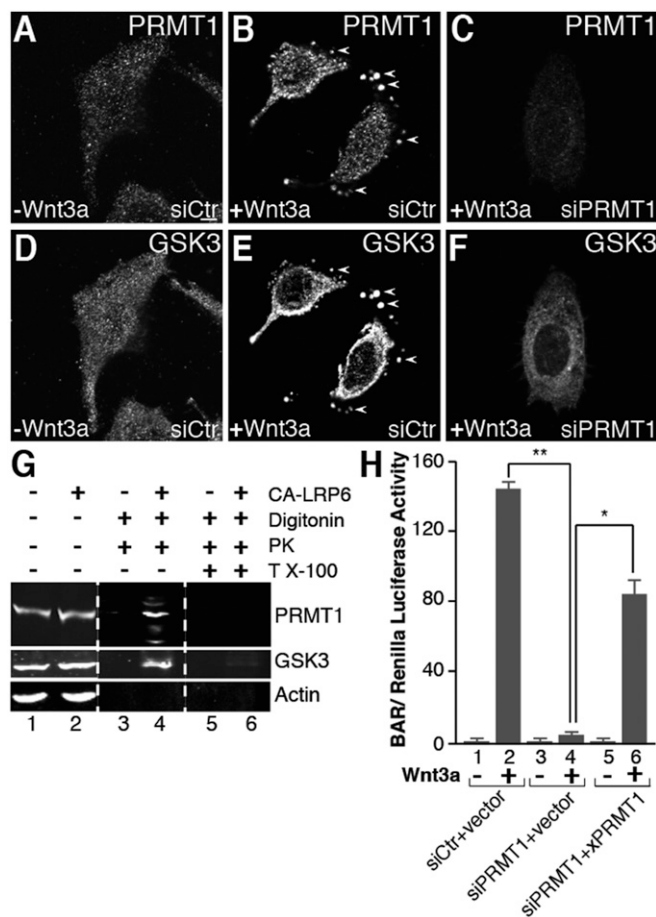 A PRMT1 B PRMT1 C PRMT1
-Wnt3a siCtr +Wnt3a siCtr +Wnt3a siPRMT1
D GSK3 E GSK3 F GSK3
-Wnt3a siCtr +Wnt3a siCtr +Wnt3a siPRMT1
G
- + - + - + CA-LRP6
- - + + + + Digitonin
- - + + + + PK
- - - - + + T X-100
PRMT1
GSK3
Actin
1 2 3 4 5 6
H
BAR/ Renilla Luciferase Activity
160
120
80
40
0
**
*
1 2 3 4 5 6
Wnt3a - + - + - +
siCtr+vector
siPRMT1+vector
siPRMT1+xPRMT1